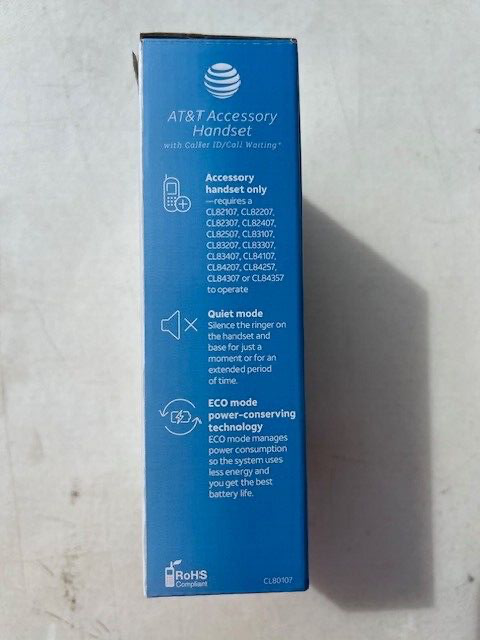 AT&T Accessory
Handset
with Caller ID/Call Waiting*
Accessory
handset only
—requires a
CL82107, CL82207,
CL82307, CL82407,
CL82507, CL83107,
CL83207, CL83307,
CL83407, CL84107,
CL84207, CL84257,
CL84307 or CL84357
to operate
Quiet mode
Silence the ringer on
the handset and
base for just a
moment or for an
extended period
of time.
ECO mode
power-conserving
technology
ECO mode manages
power consumption
so the system uses
less energy and
you get the best
battery life.
RoHS
Compliant
CL80107